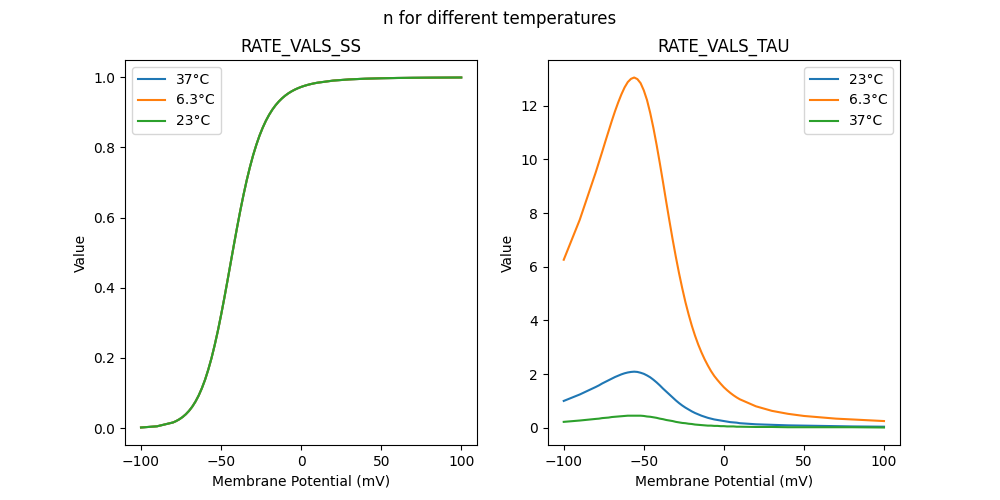 n for different temperatures
RATE_VALS_SS
37°C
6.3°C
23°C
1.0
0.8
0.6
0.4
0.2
0.0
Value
−100
−50
0
50
100
Membrane Potential (mV)
RATE_VALS_TAU
23°C
6.3°C
37°C
12
10
8
6
4
2
0
Value
−100
−50
0
50
100
Membrane Potential (mV)